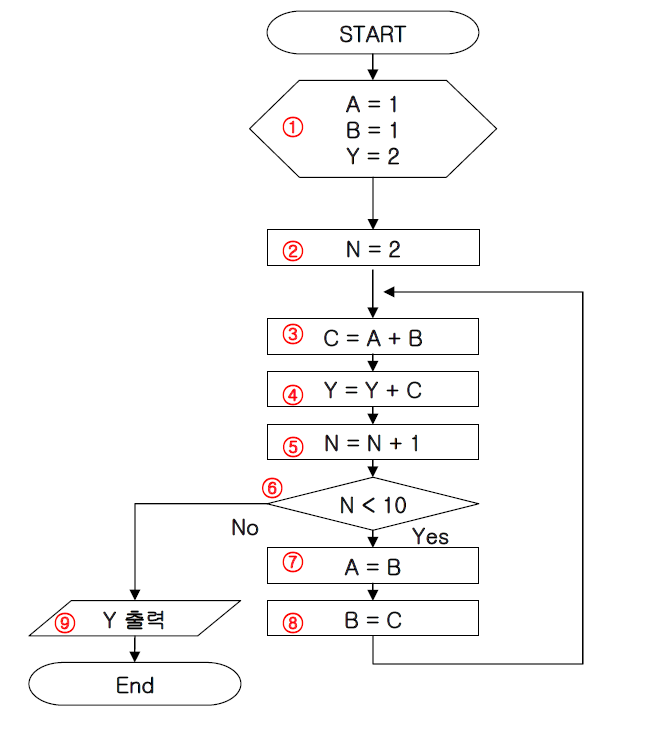 START
① A = 1
B = 1
Y = 2
② N = 2
③ C = A + B
④ Y = Y + C
⑤ N = N + 1
⑥ N < 10
No
Yes
⑦ A = B
⑧ B = C
⑨ Y 출력
End